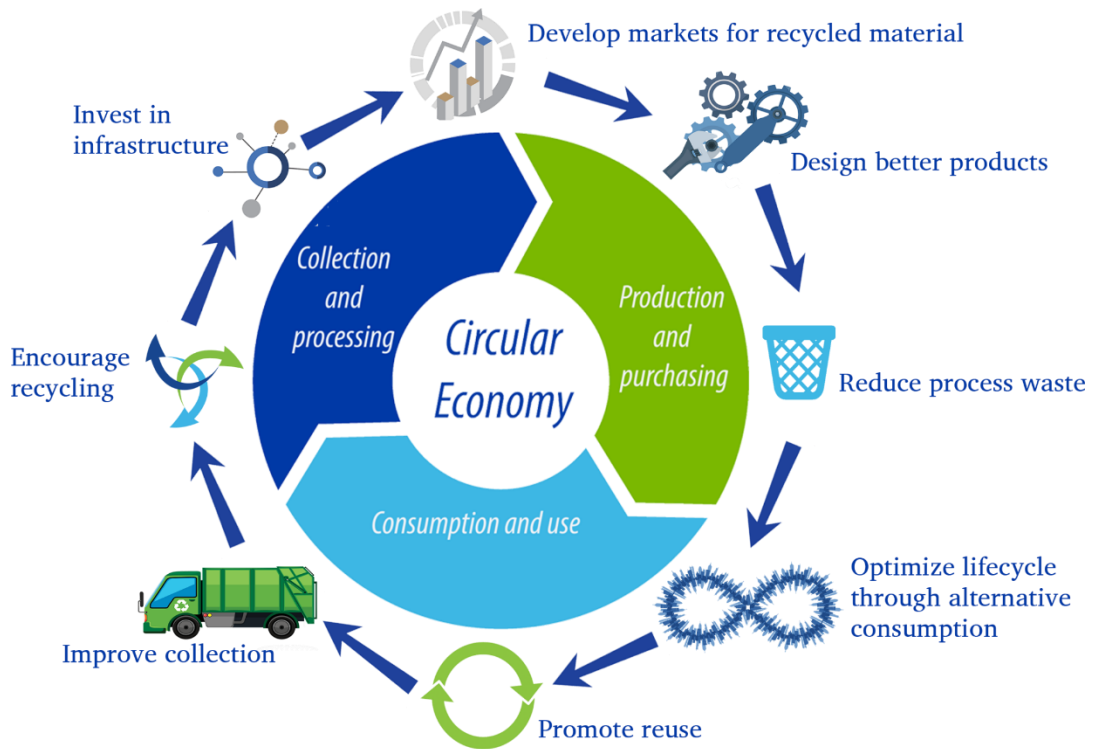 Develop markets for recycled material
Invest in
infrastructure
Design better products
Collection
and
processing
Production
and
purchasing
Circular
Economy
Encourage
recycling
Reduce process waste
Consumption and use
Optimize lifecycle
through alternative
consumption
Improve collection
Promote reuse